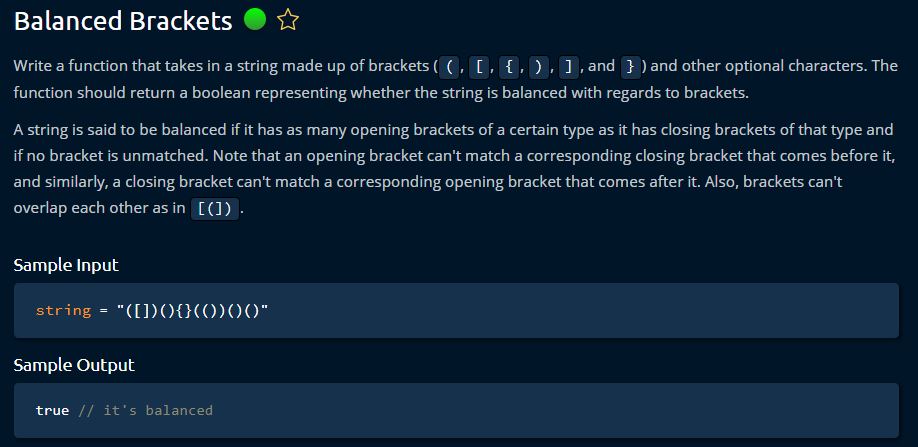 Balanced Brackets
Write a function that takes in a string made up of brackets ( (, [, {, ), ], and } ) and other optional characters. The
function should return a boolean representing whether the string is balanced with regards to brackets.
A string is said to be balanced if it has as many opening brackets of a certain type as it has closing brackets of that type and
if no bracket is unmatched. Note that an opening bracket can't match a corresponding closing bracket that comes before it,
and similarly, a closing bracket can't match a corresponding opening bracket that comes after it. Also, brackets can't
overlap each other as in [(]).
Sample Input
string = "([])(){}(())()()"
Sample Output
true // it's balanced